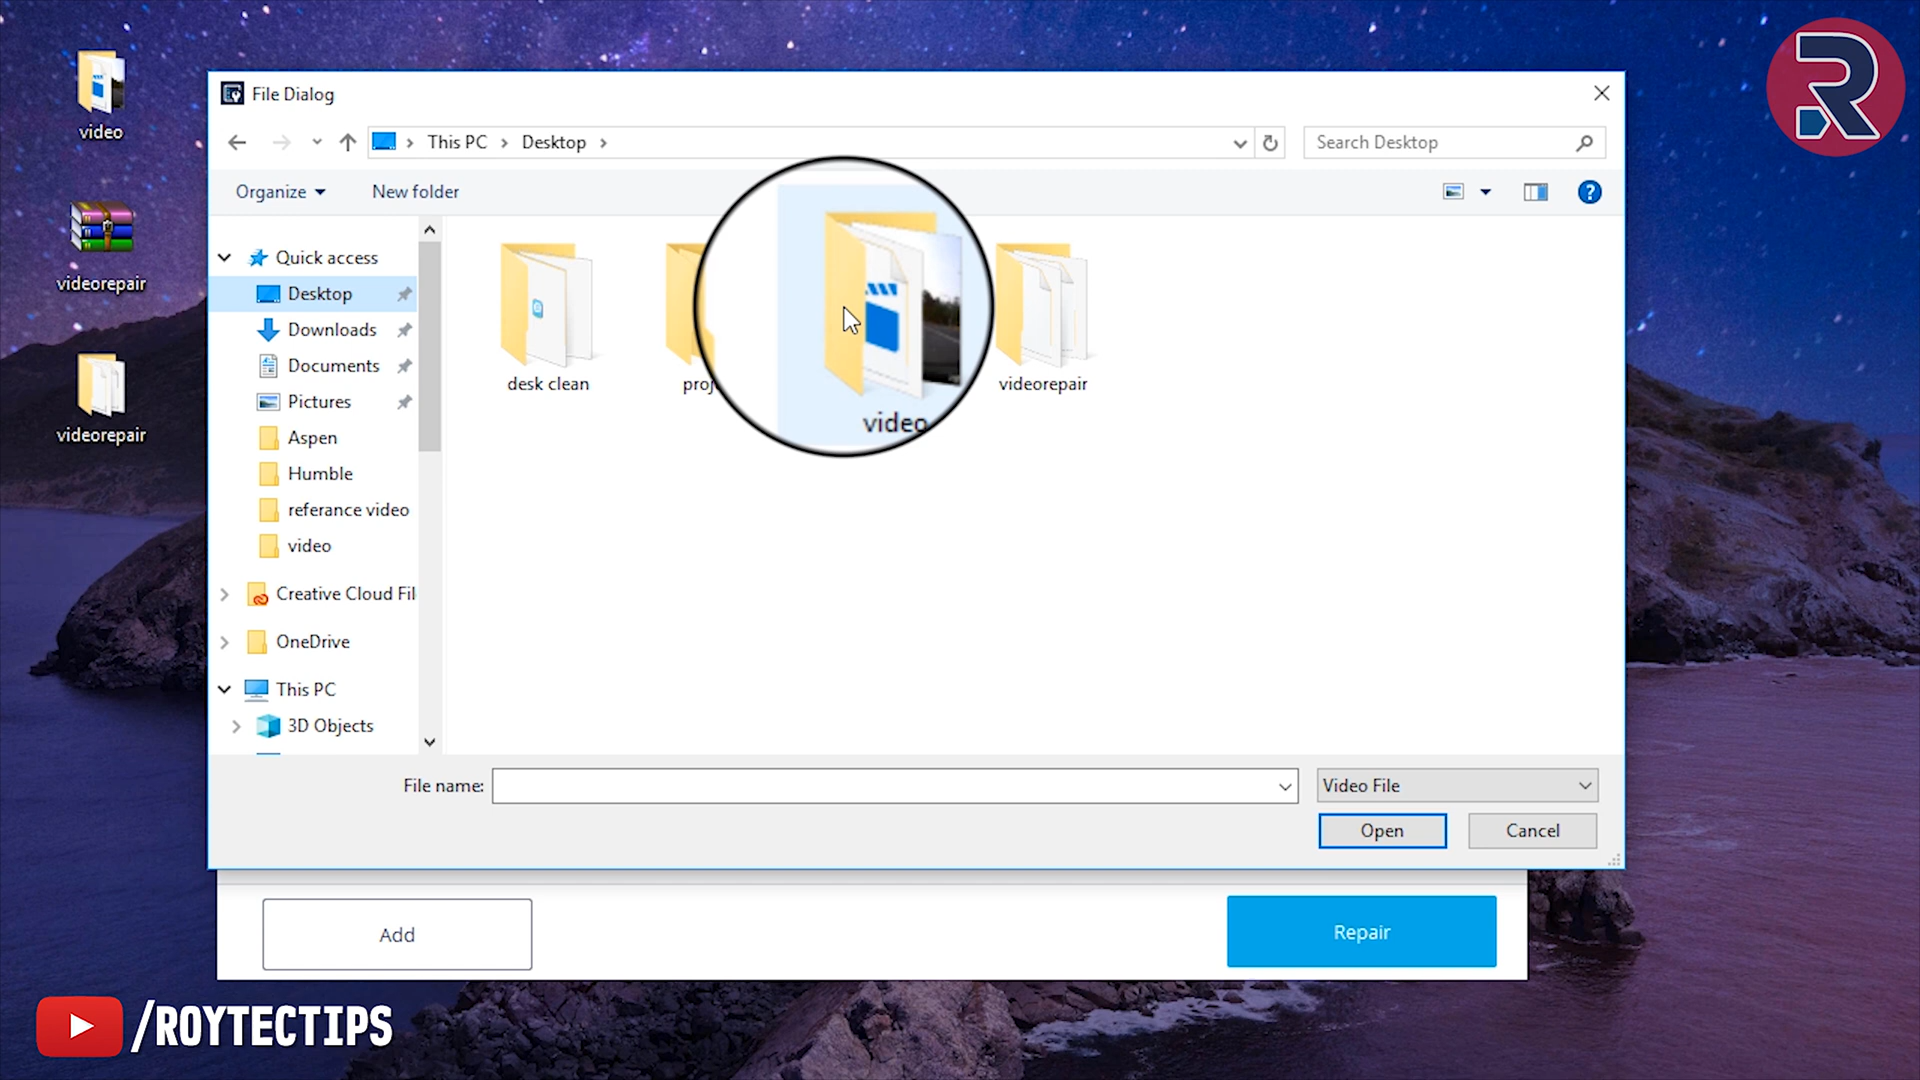 video
videorepair
videorepair
File Dialog
This PC
Desktop
Search Desktop
Organize
New folder
?
Quick access
Desktop
Downloads
Documents
Pictures
Aspen
Humble
referance video
video
Creative Cloud Fil
OneDrive
This PC
3D Objects
desk clean
proj
video
videorepair
File name:
Video File
Open
Cancel
Add
Repair
R
/ROYTECTIPS